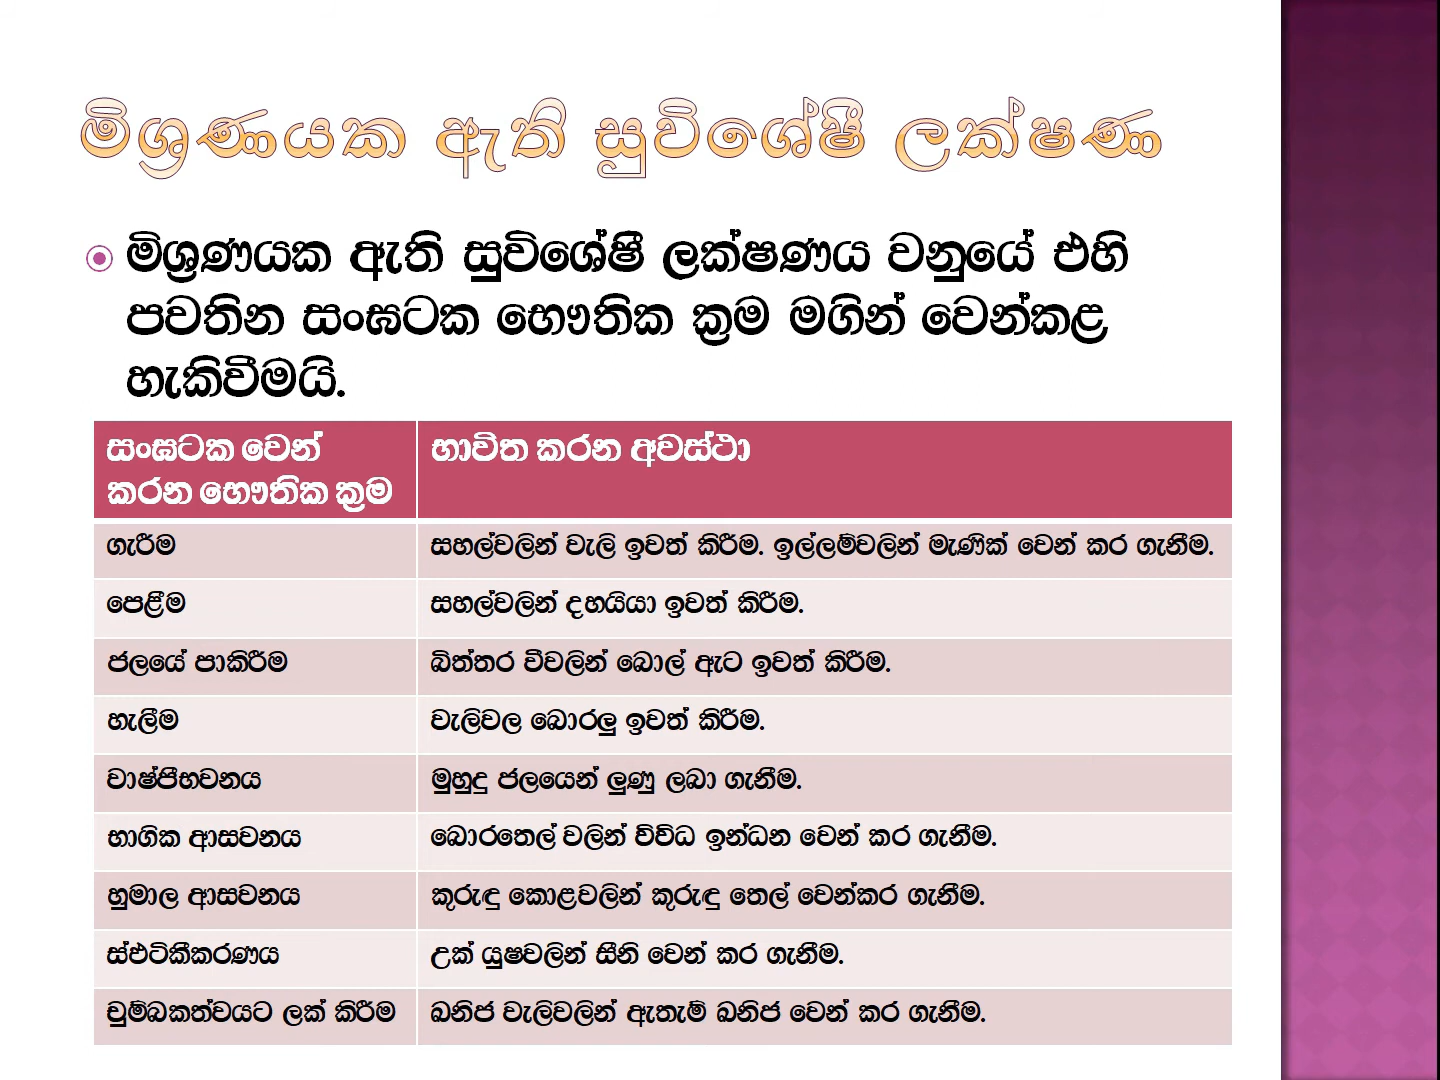 මිශ්‍රණයක ඇති සුවිශේෂී ලක්ෂණ
මිශ්‍රණයක ඇති සුවිශේෂී ලක්ෂණය වනුයේ එහි
පවතින සංඝටක භෞතික ක්‍රම මගින් වෙන්කළ
හැකිවීමයි.
සංඝටක වෙන් කරන භෞතික ක්‍රම භාවිත කරන අවස්ථා
ගැරීම සහල්වලින් වැලි ඉවත් කිරීම. ඉල්ලම්වලින් මැණික් වෙන් කර ගැනීම.
පෙළීම සහල්වලින් දහයියා ඉවත් කිරීම.
ජලයේ පාකිරීම බිත්තර වීවලින් බොල් ඇට ඉවත් කිරීම.
හැලීම වැලිවල බොරලු ඉවත් කිරීම.
වාෂ්පීභවනය මුහුදු ජලයෙන් ලුණු ලබා ගැනීම.
භාගික ආසවනය බොරතෙල් වලින් විවිධ ඉන්ධන වෙන් කර ගැනීම.
හුමාල ආසවනය කුරුඳු කොළවලින් කුරුඳු තෙල් වෙන්කර ගැනීම.
ස්ඵටිකීකරණය උක් යුෂවලින් සීනි වෙන් කර ගැනීම.
චුම්බකත්වයට ලක් කිරීම ඛනිජ වැලිවලින් ඇතැම් ඛනිජ වෙන් කර ගැනීම.